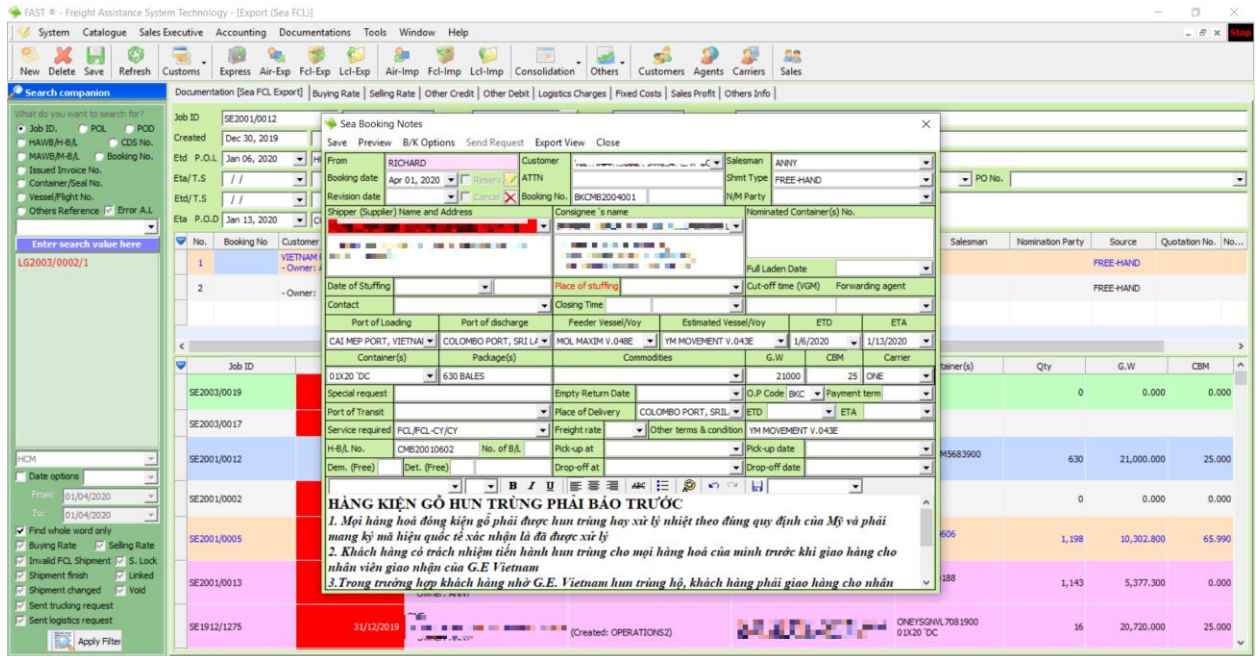 FAST ® - Freight Assistance System Technology - [Export (Sea FCL)]
System Catalogue Sales Executive Accounting Documentations Tools Window Help
Stop
New Delete Save Refresh Customs Express Air-Exp Fcl-Exp Lcl-Exp Air-Imp Fcl-Imp Lcl-Imp Consolidation Others Customers Agents Carriers Sales
Search companion
What do you want to search for?
Job ID. POL POD
HAWB/H-B/L CDS No.
MAWB/M-B/L Booking No.
Issued Invoice No.
Container/Seal No.
Vessel/Flight No.
Others Reference Error A.L
Enter search value here
LG2003/0002/1
HCM
Date options
From: 01/04/2020
To: 01/04/2020
Find whole word only
Buying Rate Selling Rate
Invalid FCL Shipment S. Lock
Shipment finish Linked
Shipment changed Void
Sent trucking request
Sent logistics request
Apply Filter
Documentation [Sea FCL Export] Buying Rate Selling Rate Other Credit Other Debit Logistics Charges Fixed Costs Sales Profit Others Info
Job ID SE2001/0012
Created Dec 30, 2019
Etd P.O.L Jan 06, 2020
Eta/T.S / /
Etd/T.S / /
Eta P.O.D Jan 13, 2020
PO No.
No. Booking No Customer Salesman Nomination Party Source Quotation No. No...
1 VIETNAM FREE-HAND
- Owner:
2 - Owner: FREE-HAND
Sea Booking Notes
Save Preview B/K Options Send Request Export View Close
From RICHARD Customer Salesman ANNY
Booking date Apr 01, 2020 Reserv. ATTN Shmt Type FREE-HAND
Revision date Cancel Booking No. BKCMB2004001 N/M Party
Shipper (Supplier) Name and Address Consignee 's name Nominated Container(s) No.
Full Laden Date
Date of Stuffing Place of stuffing Cut-off time (VGM) Forwarding agent
Contact Closing Time
Port of Loading Port of discharge Feeder Vessel/Voy Estimated Vessel/Voy ETD ETA
CAI MEP PORT, VIETNA COLOMBO PORT, SRI LA MOL MAXIM V.048E YM MOVEMENT V.043E 1/6/2020 1/13/2020
Container(s) Package(s) Commodities G.W CBM Carrier
01X20 'DC 630 BALES 21000 25 ONE
Special request Empty Return Date O.P Code BKC Payment term
Port of Transit Place of Delivery COLOMBO PORT, SRIL ETD ETA
Service required FCL/FCL-CY/CY Freight rate Other terms & condition YM MOVEMENT V.043E
H-B/L No. CMB20010602 No. of B/L Pick-up at Pick-up date
Dem. (Free) Det. (Free) Drop-off at Drop-off date
B I U ABC
HÀNG KIỆN GỖ HUN TRÙNG PHẢI BÁO TRƯỚC
1. Mọi hàng hoá đóng kiện gỗ phải được hun trùng hay xử lý nhiệt theo đúng quy định của Mỹ và phải
mang ký mã hiệu quốc tế xác nhận là đã được xử lý
2. Khách hàng có trách nhiệm tiến hành hun trùng cho mọi hàng hoá của mình trước khi giao hàng cho
nhân viên giao nhận của G.E Vietnam
3.Trong trường hợp khách hàng nhờ G.E. Vietnam hun trùng hộ, khách hàng phải giao hàng cho nhân
Job ID tainer(s) Qty G.W CBM
SE2003/0019 0 0.000 0.000
SE2003/0017
SE2001/0012 M5683900 630 21,000.000 25.000
SE2001/0002 0 0.000 0.000
SE2001/0005 606 1,198 10,302.800 65.990
SE2001/0013 188 1,143 5,377.300 0.000
SE1912/1275 31/12/2019 (Created: OPERATIONS2) ONEYSGNVL7081900 16 20,720.000 25.000
01X20 'DC